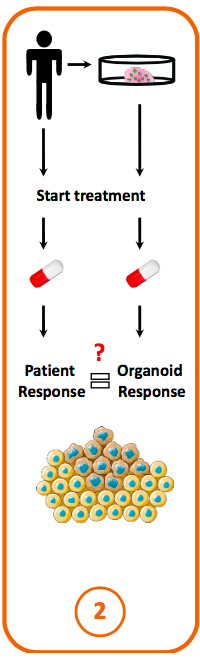 Start treatment
?
Patient = Organoid
Response Response
2